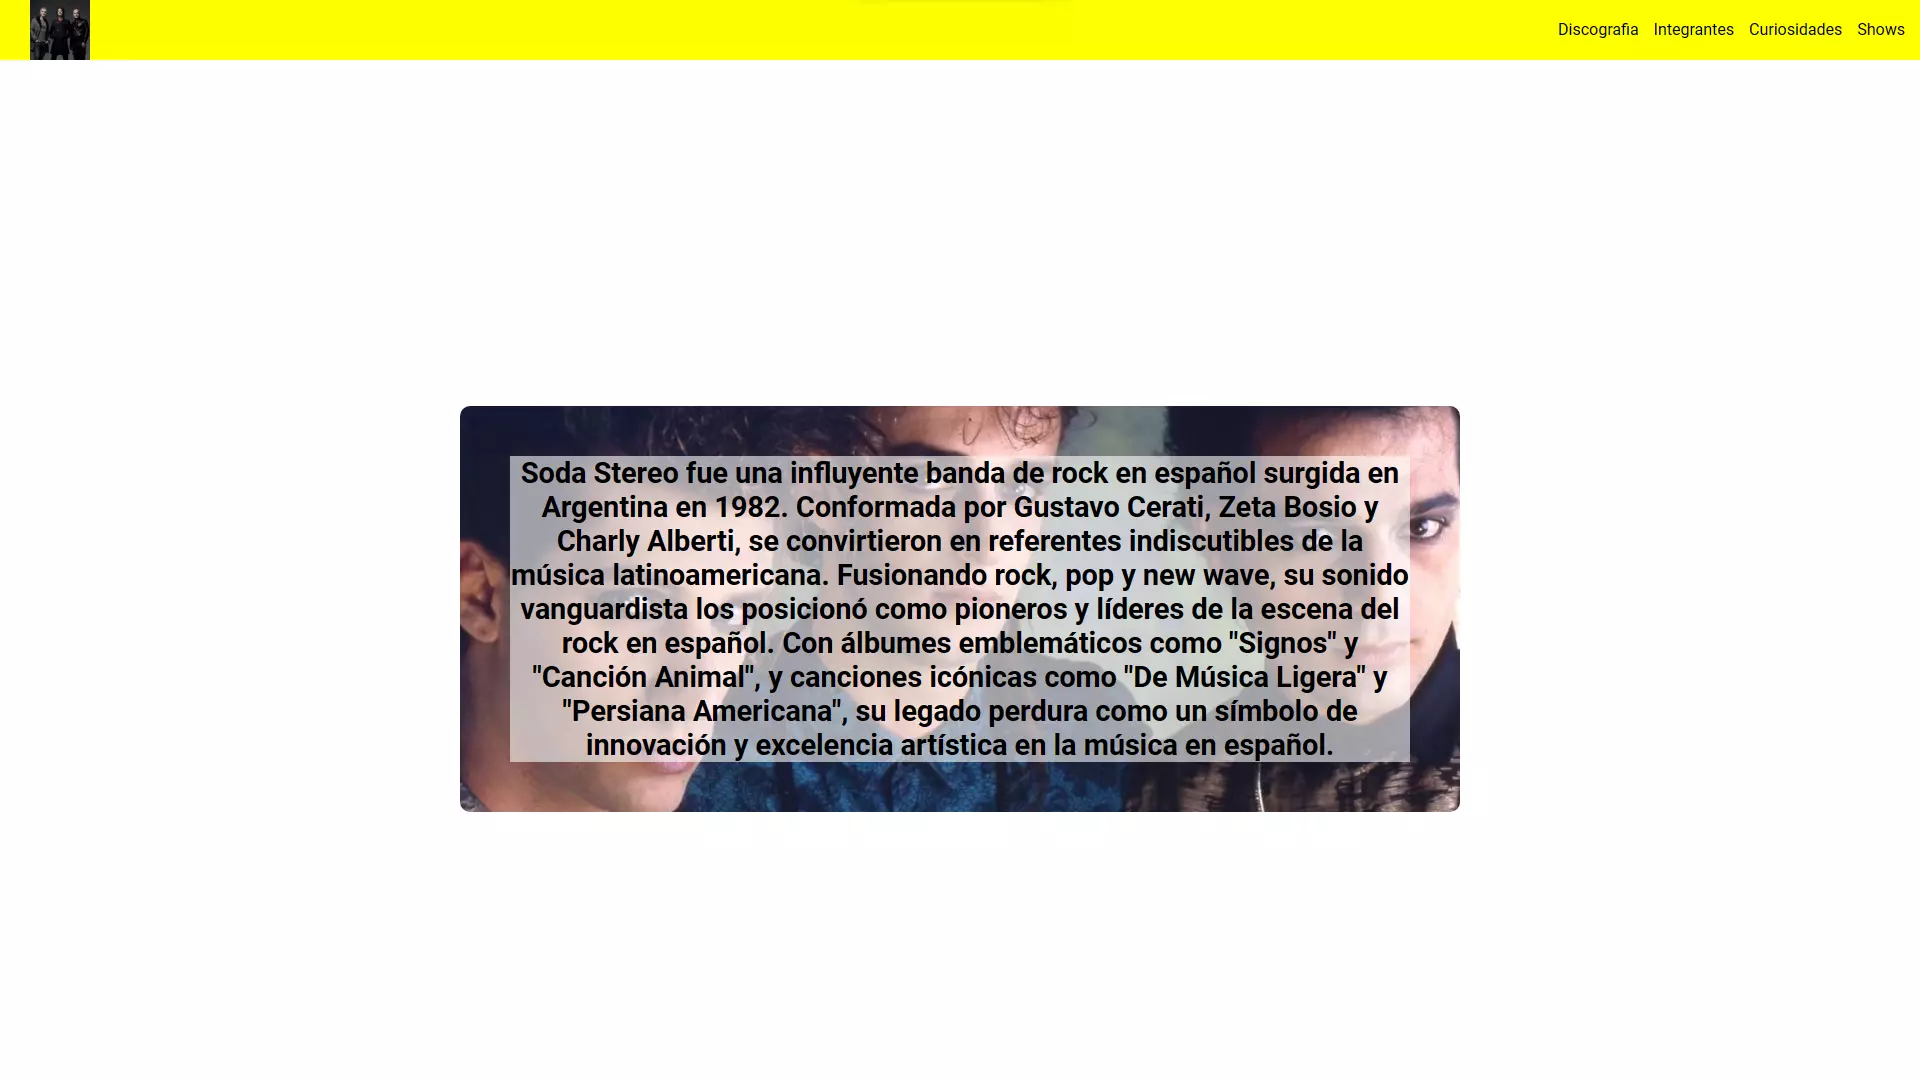 Discografia Integrantes Curiosidades Shows
Soda Stereo fue una influyente banda de rock en español surgida en
Argentina en 1982. Conformada por Gustavo Cerati, Zeta Bosio y
Charly Alberti, se convirtieron en referentes indiscutibles de la
música latinoamericana. Fusionando rock, pop y new wave, su sonido
vanguardista los posicionó como pioneros y líderes de la escena del
rock en español. Con álbumes emblemáticos como "Signos" y
"Canción Animal", y canciones icónicas como "De Música Ligera" y
"Persiana Americana", su legado perdura como un símbolo de
innovación y excelencia artística en la música en español.